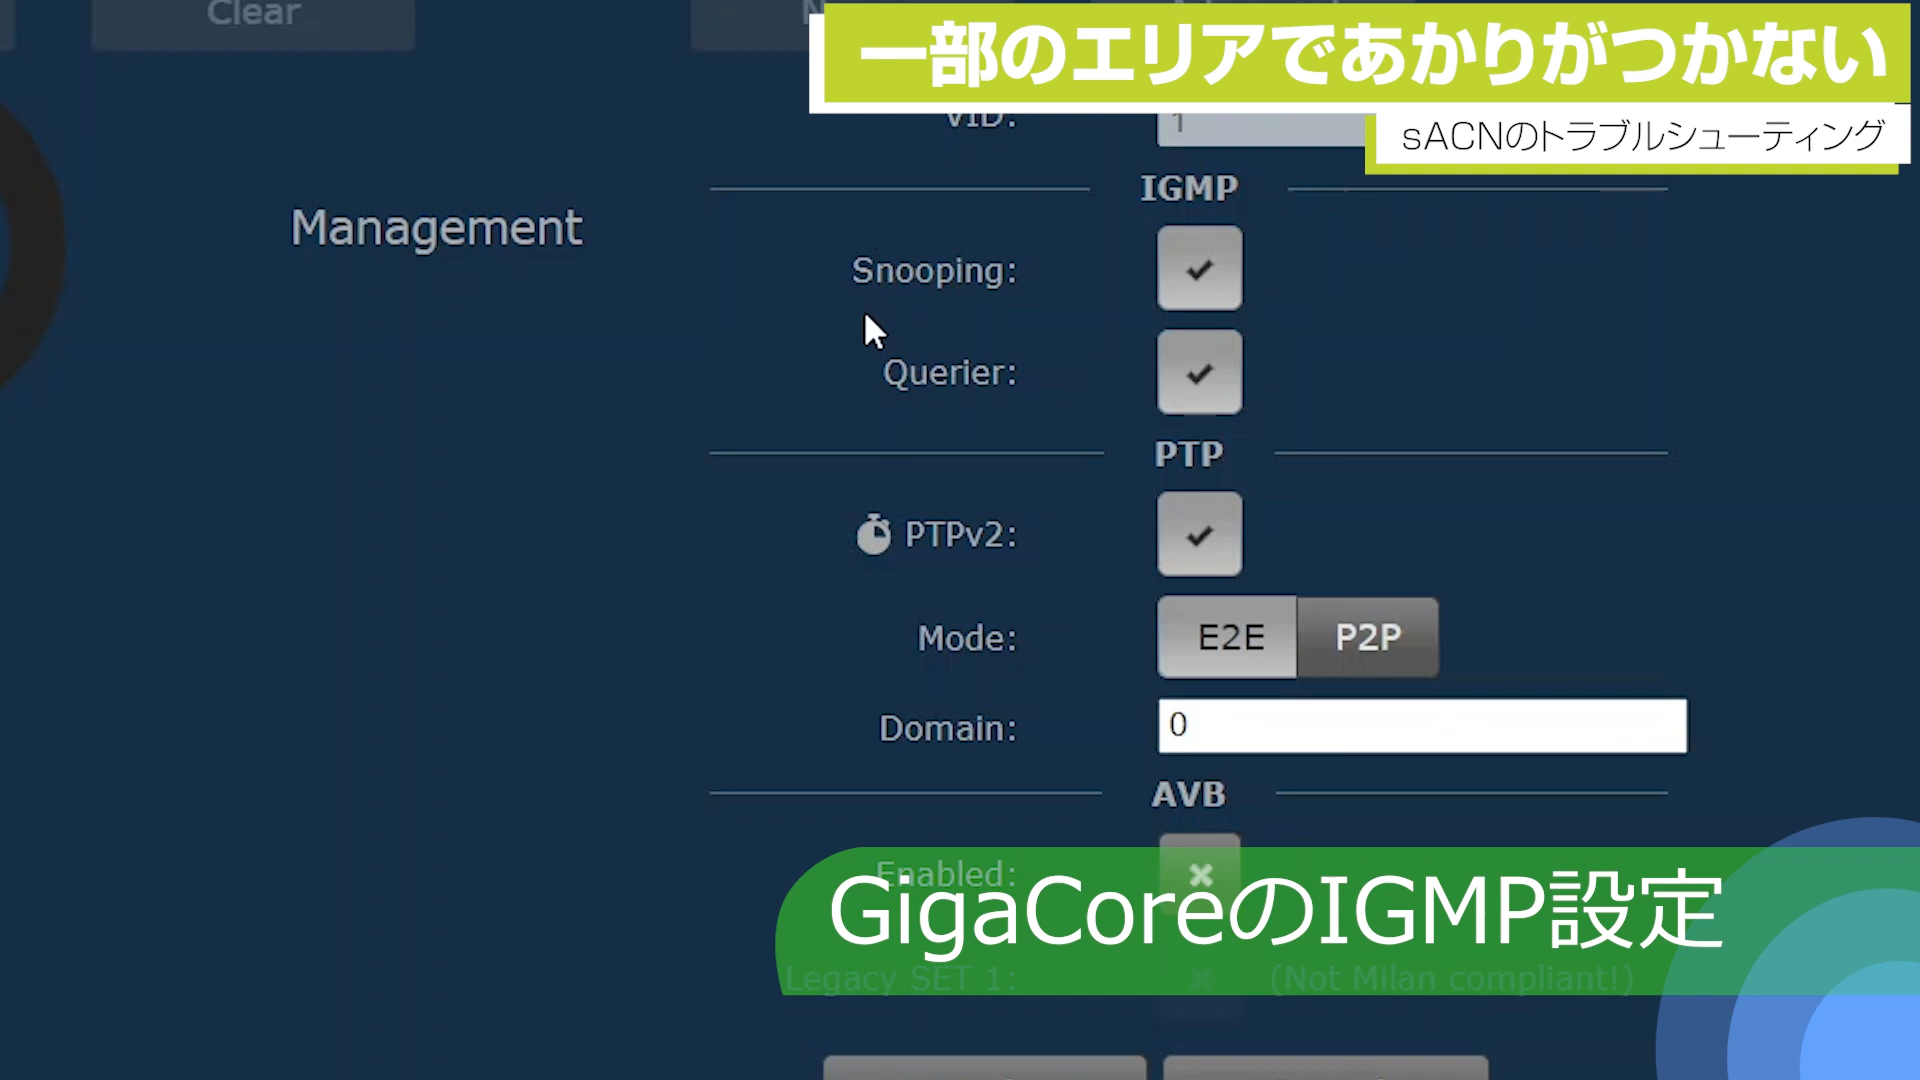 Clear
一部のエリアであかりがつかない
VID:
1
sACNのトラブルシューティング
IGMP
Management
Snooping:
Querier:
PTP
PTPv2:
Mode:
E2E
P2P
Domain:
0
AVB
Enabled:
GigaCoreのIGMP設定
Legacy SET 1:
(Not Milan compliant!)